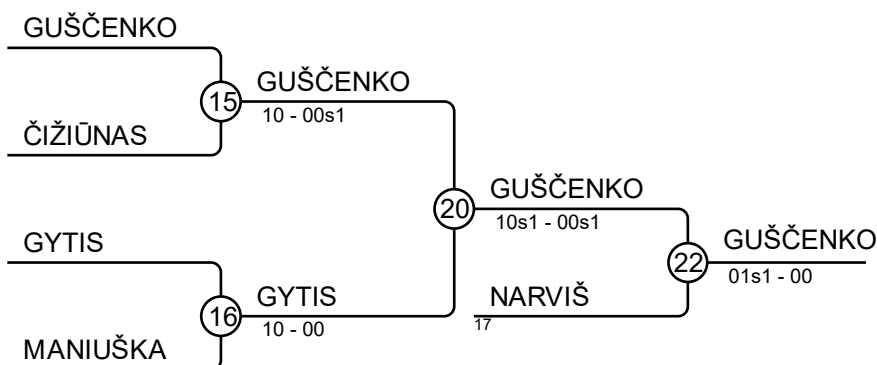 GUŠČENKO
15
GUŠČENKO
10 - 00s1
ČIŽIŪNAS
20
GUŠČENKO
10s1 - 00s1
GYTIS
22
GUŠČENKO
01s1 - 00
16
GYTIS
10 - 00
NARVIŠ
17
MANIUŠKA